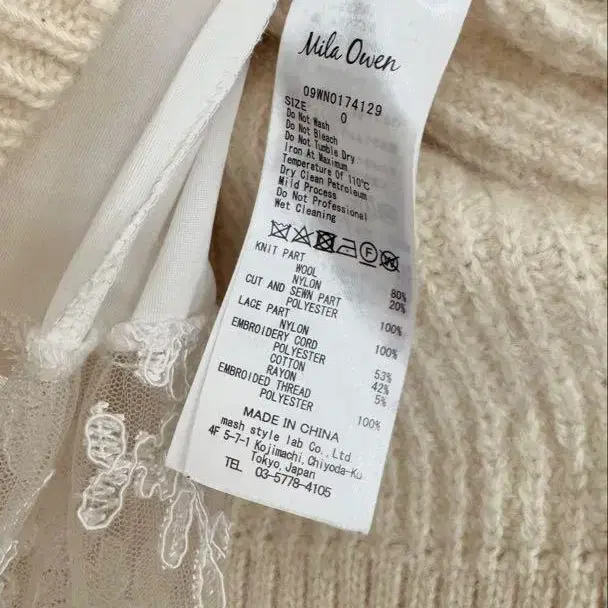 Mila Owen
09WN0174129
SIZE
0
Do Not Wash
Do Not Bleach
Do Not Tumble Dry
Iron At Maximum
Temperature Of 110℃
Dry Clean Petrolaum
Mild Process
Do Not Professional
Wet Cleaning
KNIT PART
WOOL 80%
NYLON 20%
CUT AND SEWN PART
POLYESTER 100%
LACE PART
NYLON 100%
EMBROIDERY CORD
POLYESTER 53%
COTTON 42%
RAYON 5%
EMBROIDED THREAD
POLYESTER 100%
MADE IN CHINA
mash style lab Co., Ltd
4F 5-7-1 Kojimachi, Chiyoda-Ku
Tokyo, Japan
TEL 03-5778-4105